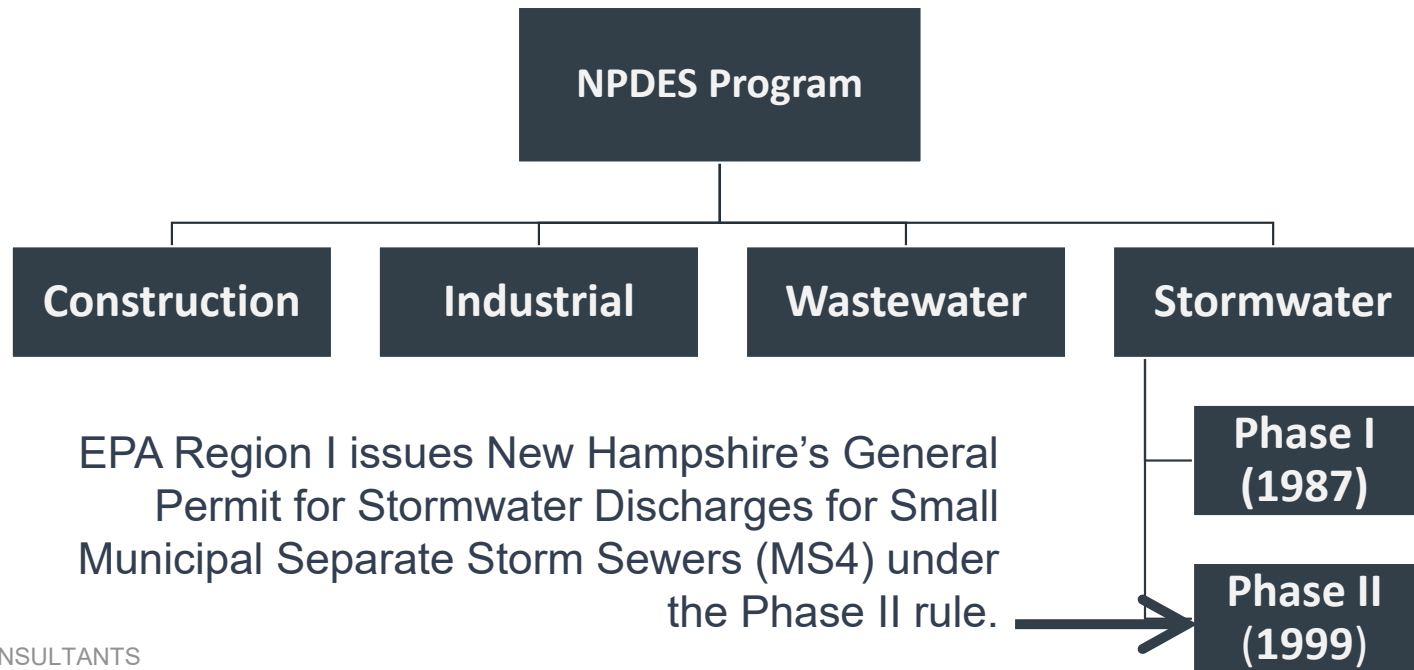 NPDES Program
Construction
Industrial
Wastewater
Stormwater
Phase I
(1987)
EPA Region I issues New Hampshire’s General
Permit for Stormwater Discharges for Small
Municipal Separate Storm Sewers (MS4) under
the Phase II rule.
Phase II
(1999)
NSULTANTS